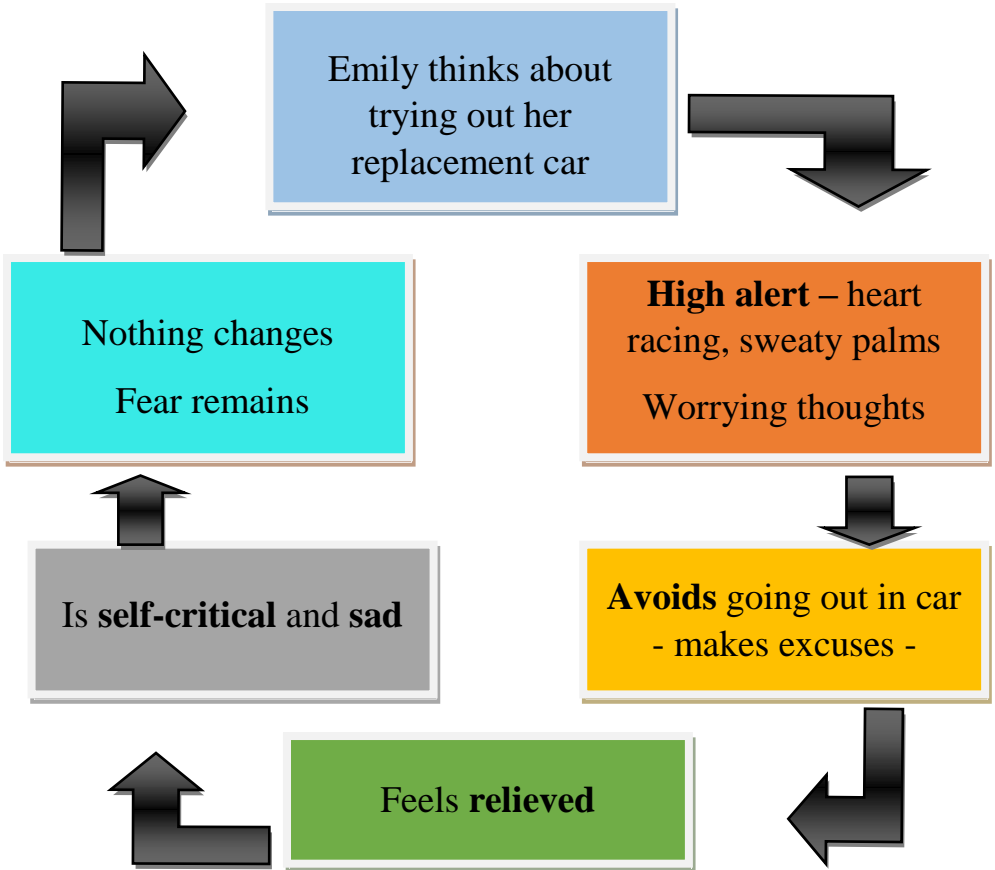 Emily thinks about
trying out her
replacement car
High alert – heart
racing, sweaty palms
Worrying thoughts
Avoids going out in car
- makes excuses -
Feels relieved
Is self-critical and sad
Nothing changes
Fear remains